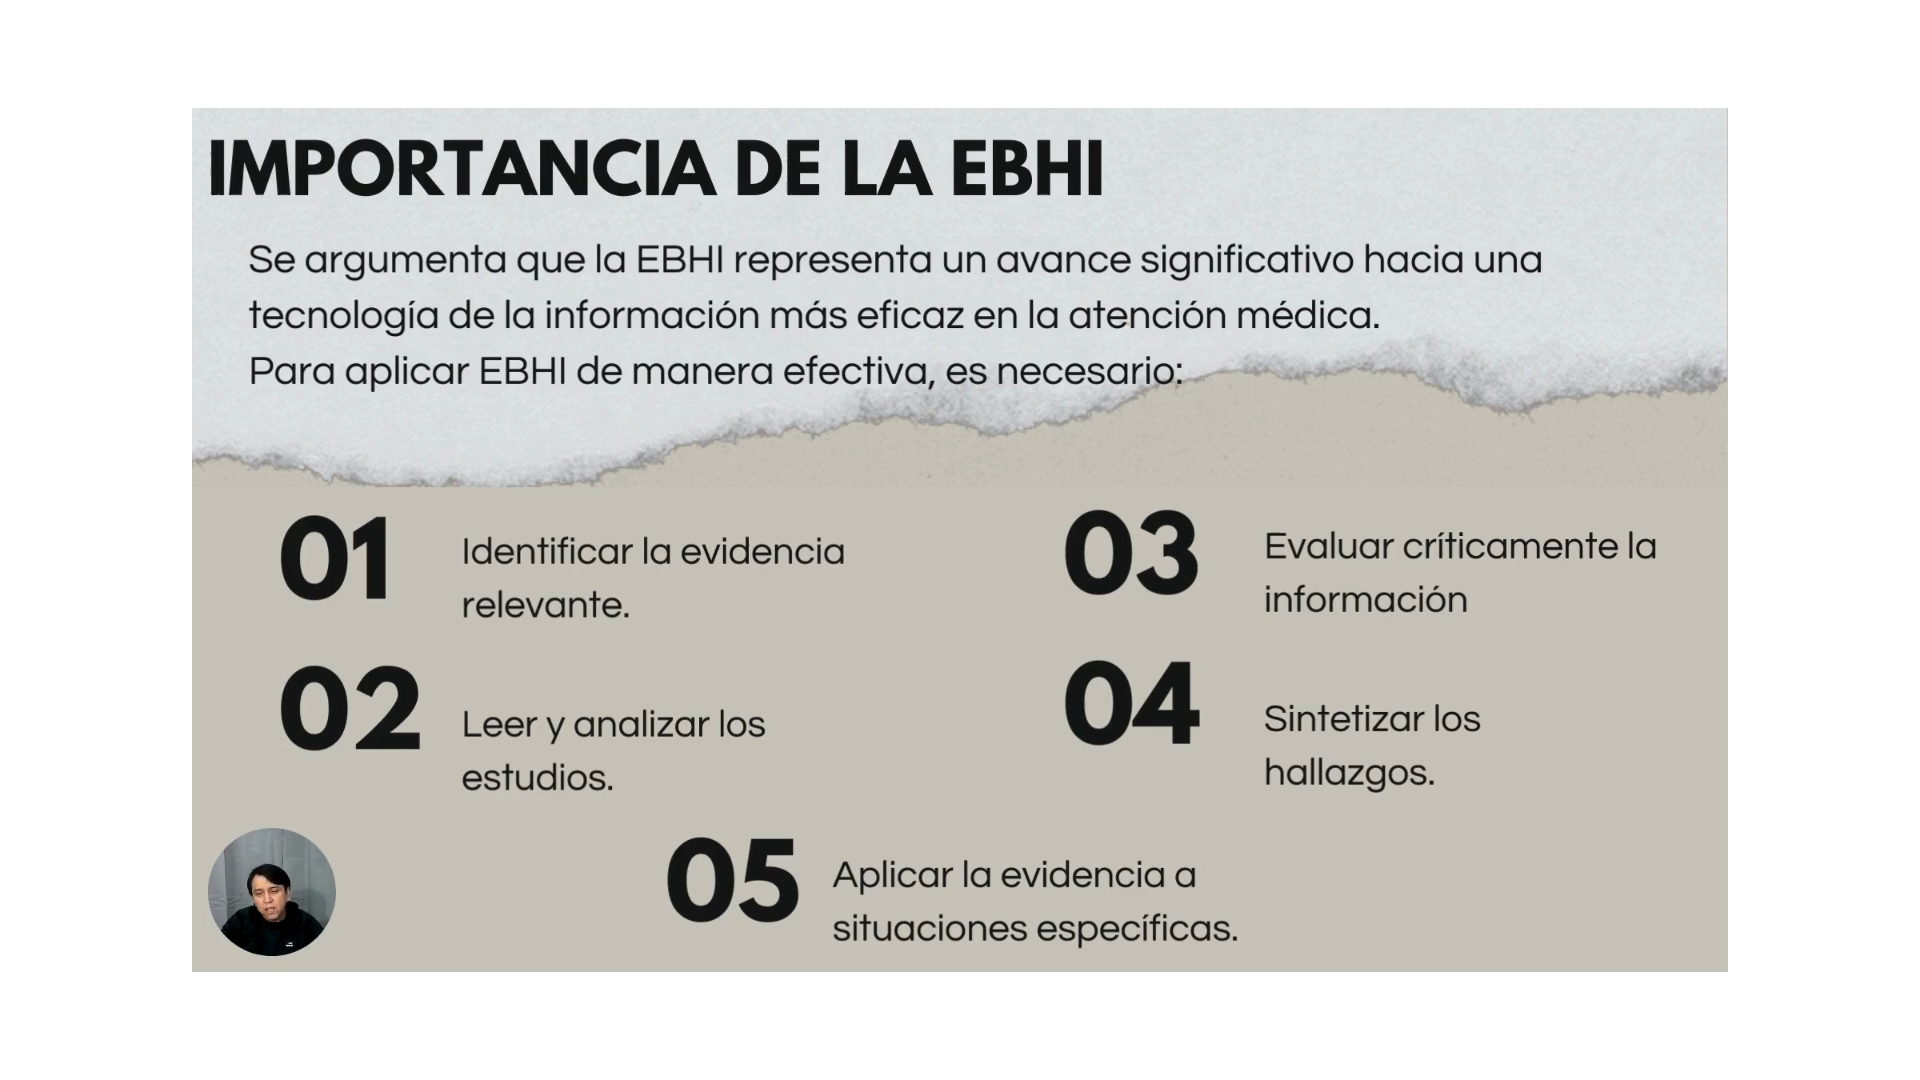 IMPORTANCIA DE LA EBHI
Se argumenta que la EBHI representa un avance significativo hacia una
tecnología de la información más eficaz en la atención médica.
Para aplicar EBHI de manera efectiva, es necesario:
01
Identificar la evidencia
relevante.
02
Leer y analizar los
estudios.
03
Evaluar críticamente la
información
04
Sintetizar los
hallazgos.
05
Aplicar la evidencia a
situaciones específicas.